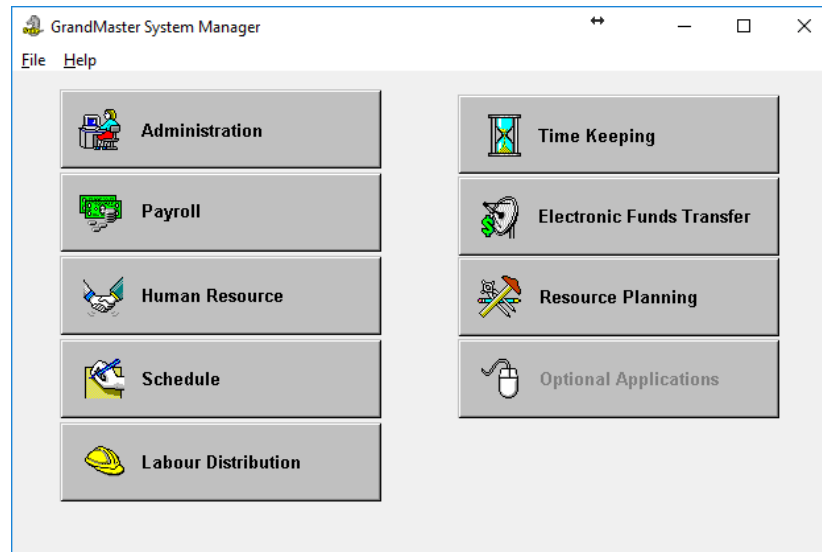 GrandMaster System Manager
File Help
Administration
Payroll
Human Resource
Schedule
Labour Distribution
Time Keeping
Electronic Funds Transfer
Resource Planning
Optional Applications